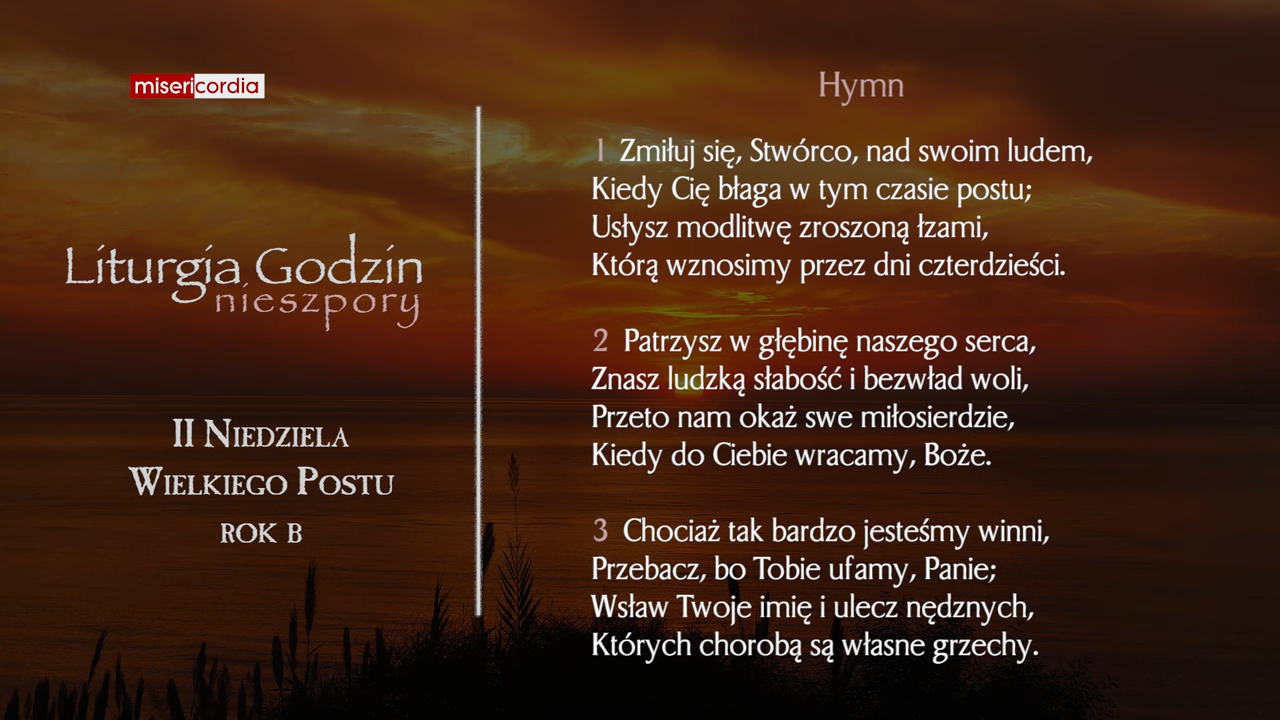 misericordia
Liturgia Godzin
nieszpory
II Niedziela
Wielkiego Postu
rok B
Hymn
1 Zmiłuj się, Stwórco, nad swoim ludem,
Kiedy Cię błaga w tym czasie postu;
Usłysz modlitwę zroszoną łzami,
Którą wznosimy przez dni czterdzieści.
2 Patrzysz w głębinę naszego serca,
Znasz ludzką słabość i bezwład woli,
Przeto nam okaż swe miłosierdzie,
Kiedy do Ciebie wracamy, Boże.
3 Chociaż tak bardzo jesteśmy winni,
Przebacz, bo Tobie ufamy, Panie;
Wsław Twoje imię i ulecz nędznych,
Których chorobą są własne grzechy.